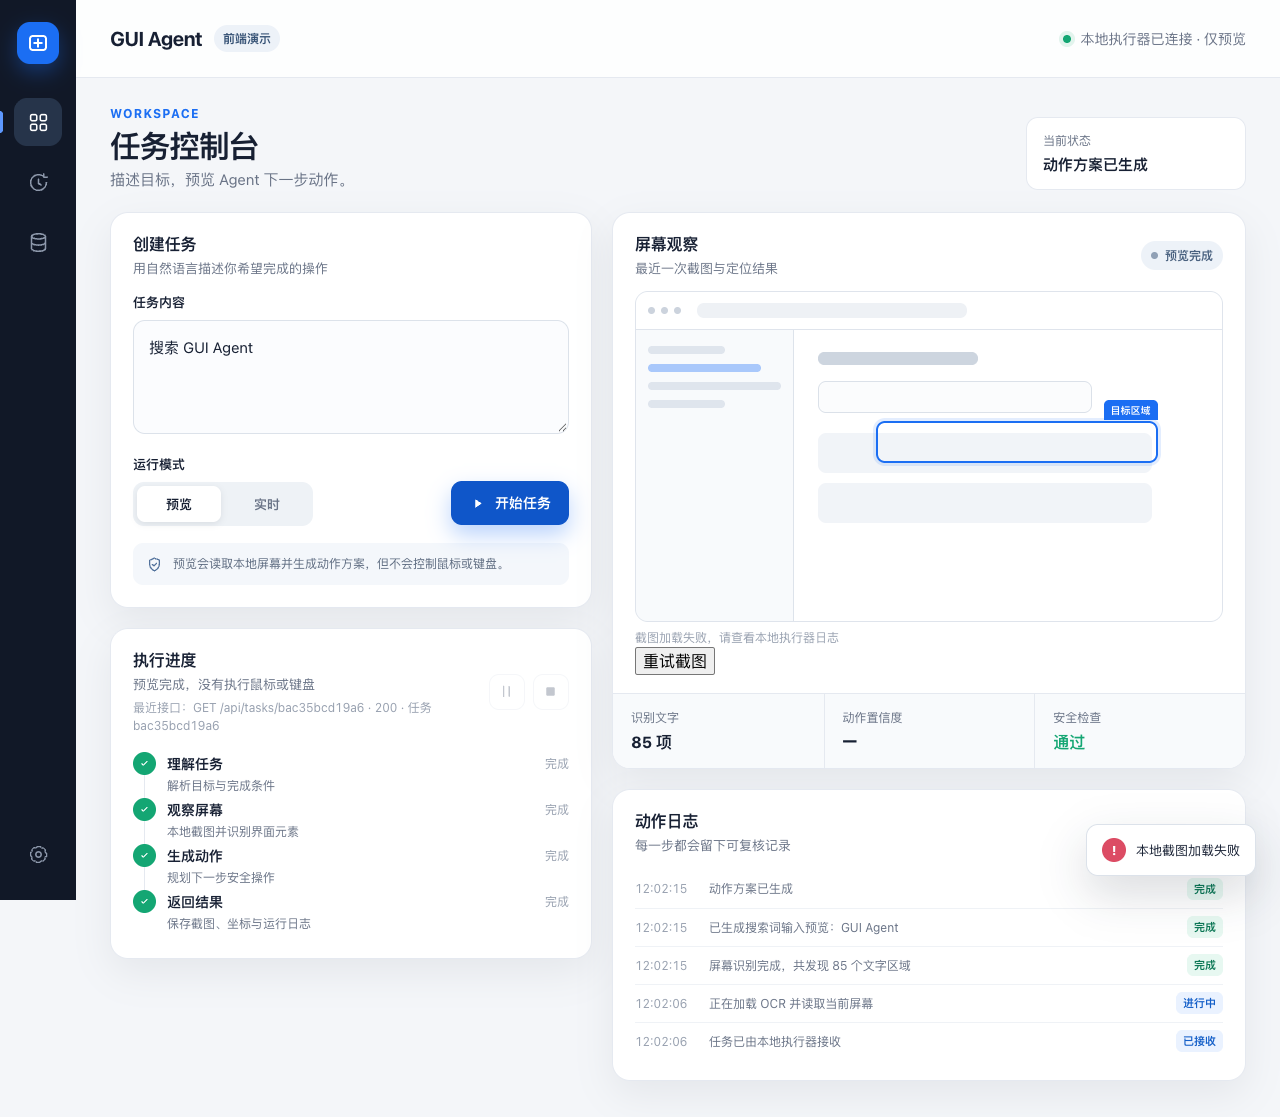 GUI Agent
前端演示
本地执行器已连接 · 仅预览
WORKSPACE
任务控制台
描述目标，预览 Agent 下一步动作。
当前状态
动作方案已生成
创建任务
用自然语言描述你希望完成的操作
任务内容
搜索 GUI Agent
运行模式
预览
实时
开始任务
预览会读取本地屏幕并生成动作方案，但不会控制鼠标或键盘。
执行进度
预览完成，没有执行鼠标或键盘
最近接口：GET /api/tasks/bac35bcd19a6 · 200 · 任务
bac35bcd19a6
理解任务
完成
解析目标与完成条件
观察屏幕
完成
本地截图并识别界面元素
生成动作
完成
规划下一步安全操作
返回结果
完成
保存截图、坐标与运行日志
屏幕观察
最近一次截图与定位结果
预览完成
目标区域
截图加载失败，请查看本地执行器日志
重试截图
识别文字
85 项
动作置信度
—
安全检查
通过
动作日志
每一步都会留下可复核记录
本地截图加载失败
12:02:15 动作方案已生成 完成
12:02:15 已生成搜索词输入预览：GUI Agent 完成
12:02:15 屏幕识别完成，共发现 85 个文字区域 完成
12:02:06 正在加载 OCR 并读取当前屏幕 进行中
12:02:06 任务已由本地执行器接收 已接收